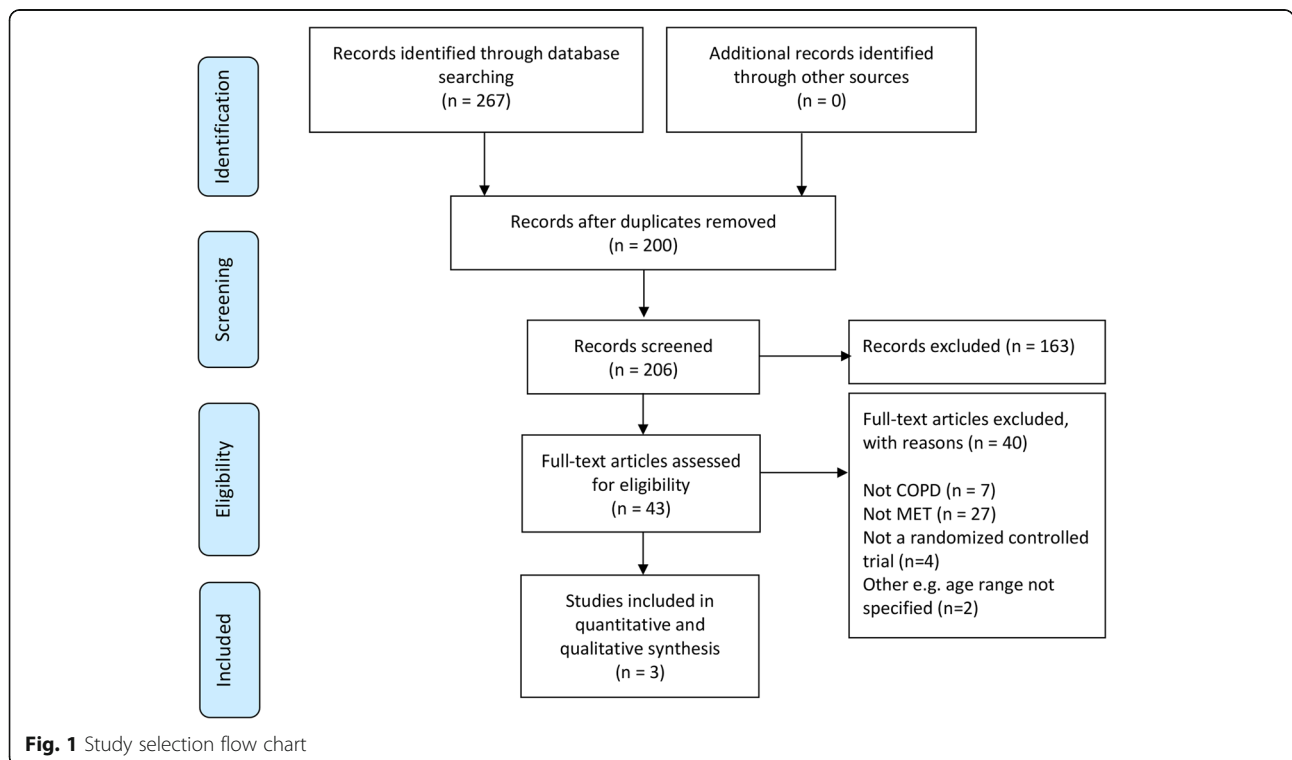 Identification
Records identified through database
searching
(n = 267)
Additional records identified
through other sources
(n = 0)
Records after duplicates removed
(n = 200)
Screening
Records screened
(n = 206)
Records excluded (n = 163)
Eligibility
Full-text articles assessed
for eligibility
(n = 43)
Full-text articles excluded,
with reasons (n = 40)
Not COPD (n = 7)
Not MET (n = 27)
Not a randomized controlled
trial (n=4)
Other e.g. age range not
specified (n=2)
Included
Studies included in
quantitative and
qualitative synthesis
(n = 3)
Fig. 1 Study selection flow chart